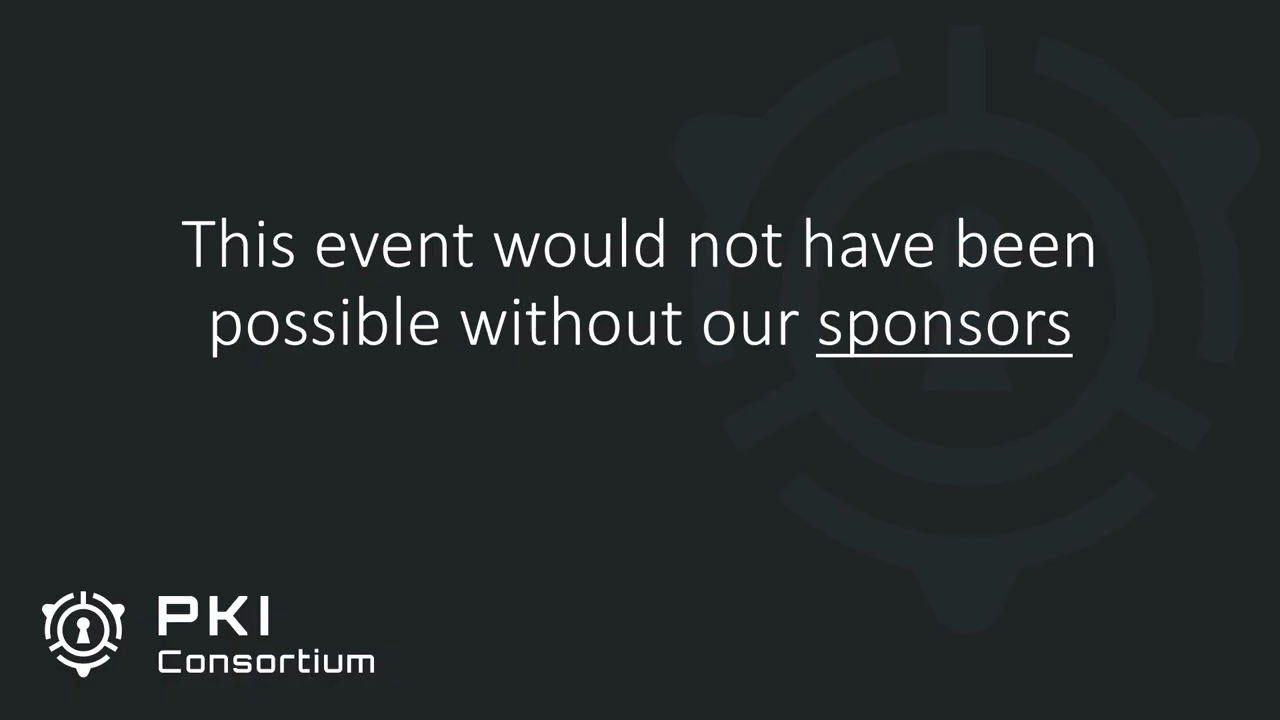 This event would not have been
possible without our sponsors
PKI
Consortium